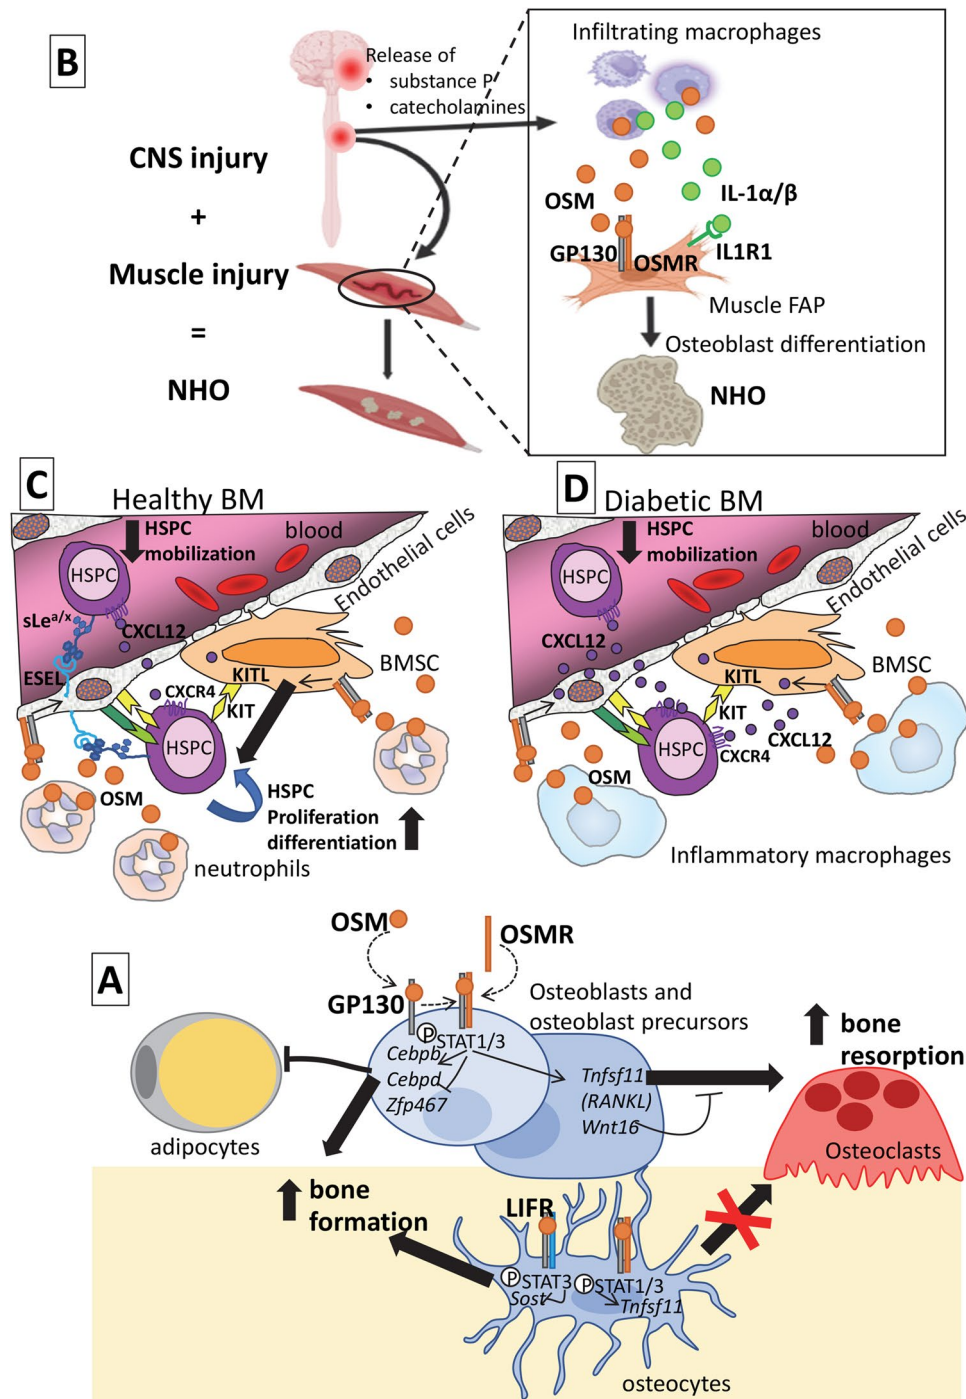 B
Release of
• substance P
• catecholamines
CNS injury
+
Muscle injury
=
NHO
Infiltrating macrophages
OSM
IL-1α/β
GP130
OSMR
IL1R1
Muscle FAP
Osteoblast differentiation
NHO
C
Healthy BM
HSPC
mobilization
blood
Endothelial cells
HSPC
sLea/x
CXCL12
ESEL
KITL
BMSC
CXCR4
KIT
HSPC
OSM
HSPC
Proliferation
differentiation
neutrophils
D
Diabetic BM
HSPC
mobilization
blood
Endothelial cells
HSPC
CXCL12
KITL
BMSC
KIT
HSPC
CXCR4
CXCL12
OSM
Inflammatory macrophages
A
OSM
OSMR
GP130
Osteoblasts and
osteoblast precursors
P
STAT1/3
Cebpb
Cebpd
Zfp467
Tnfsf11
(RANKL)
Wnt16
bone
resorption
adipocytes
Osteoclasts
bone
formation
LIFR
P
STAT3
Sost
P
STAT1/3
Tnfsf11
osteocytes